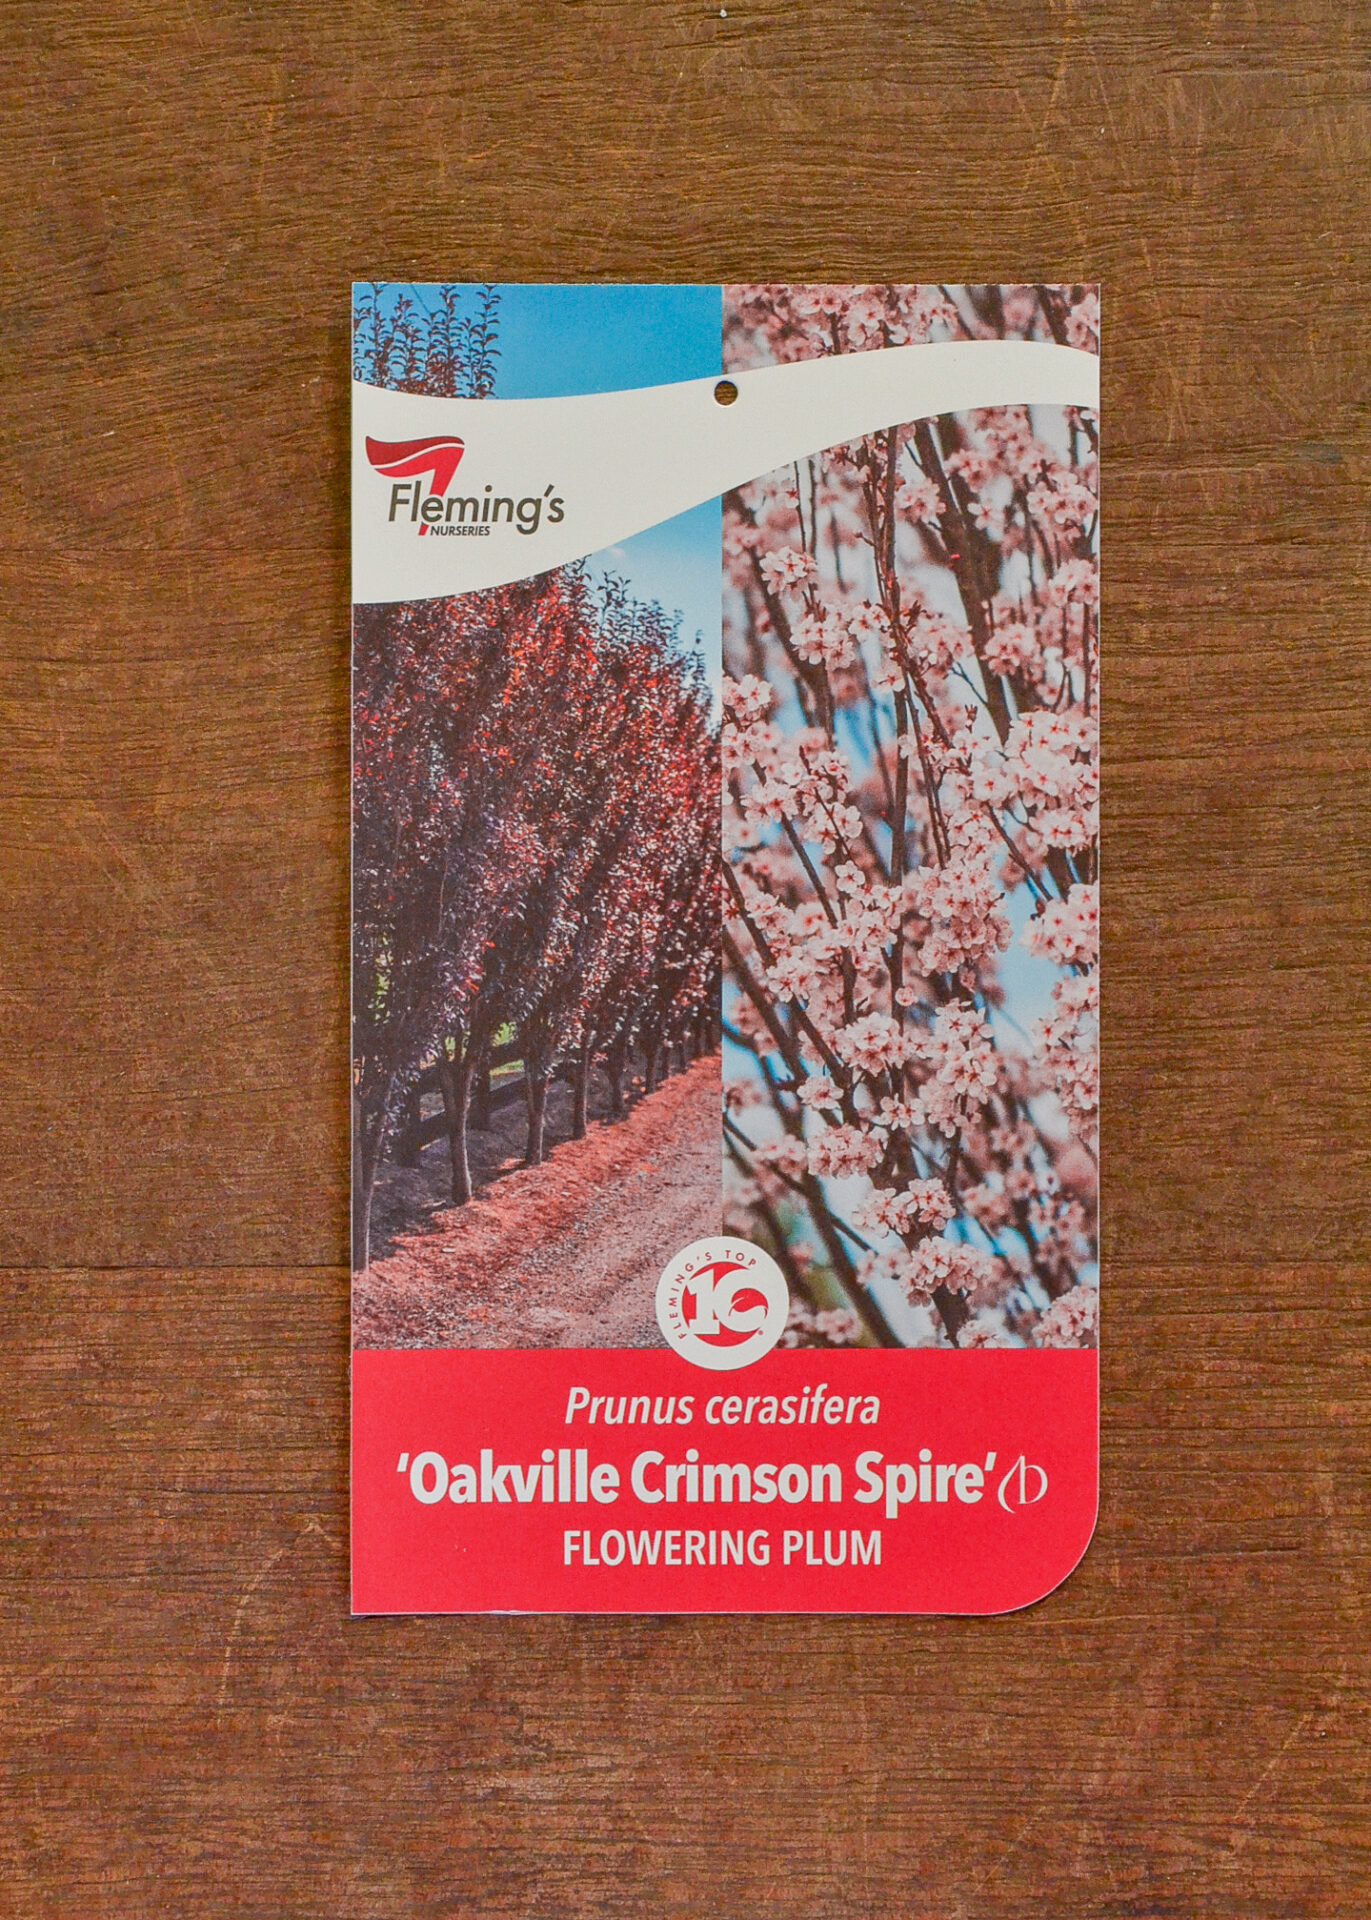 Fleming's
NURSERIES
FLEMING'S TOP
10
®
Prunus cerasifera
'Oakville Crimson Spire'
FLOWERING PLUM